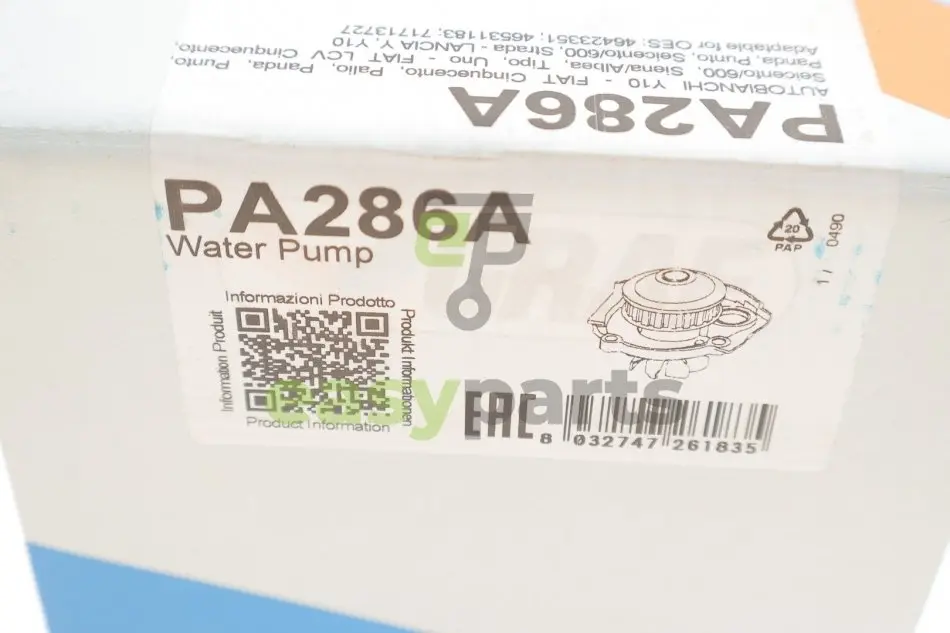 Adaptable for OES: 46423351; 46531183; 71713727
Panda, Punto, Seicento/600, Strada - LANCIA Y, Y10
Seicento/600, Siena/Albea, Tipo, Uno - FIAT LCV Cinquecento,
AUTOBIANCHI Y10 - FIAT Cinquecento, Palio, Panda, Punto,
PA286A
PA286A
Water Pump
20
PAP
1 / 0490
Informazioni Prodotto
Information Produit
Produkt Informationen
Product Information
easyparts
EAC
8 032747 261835